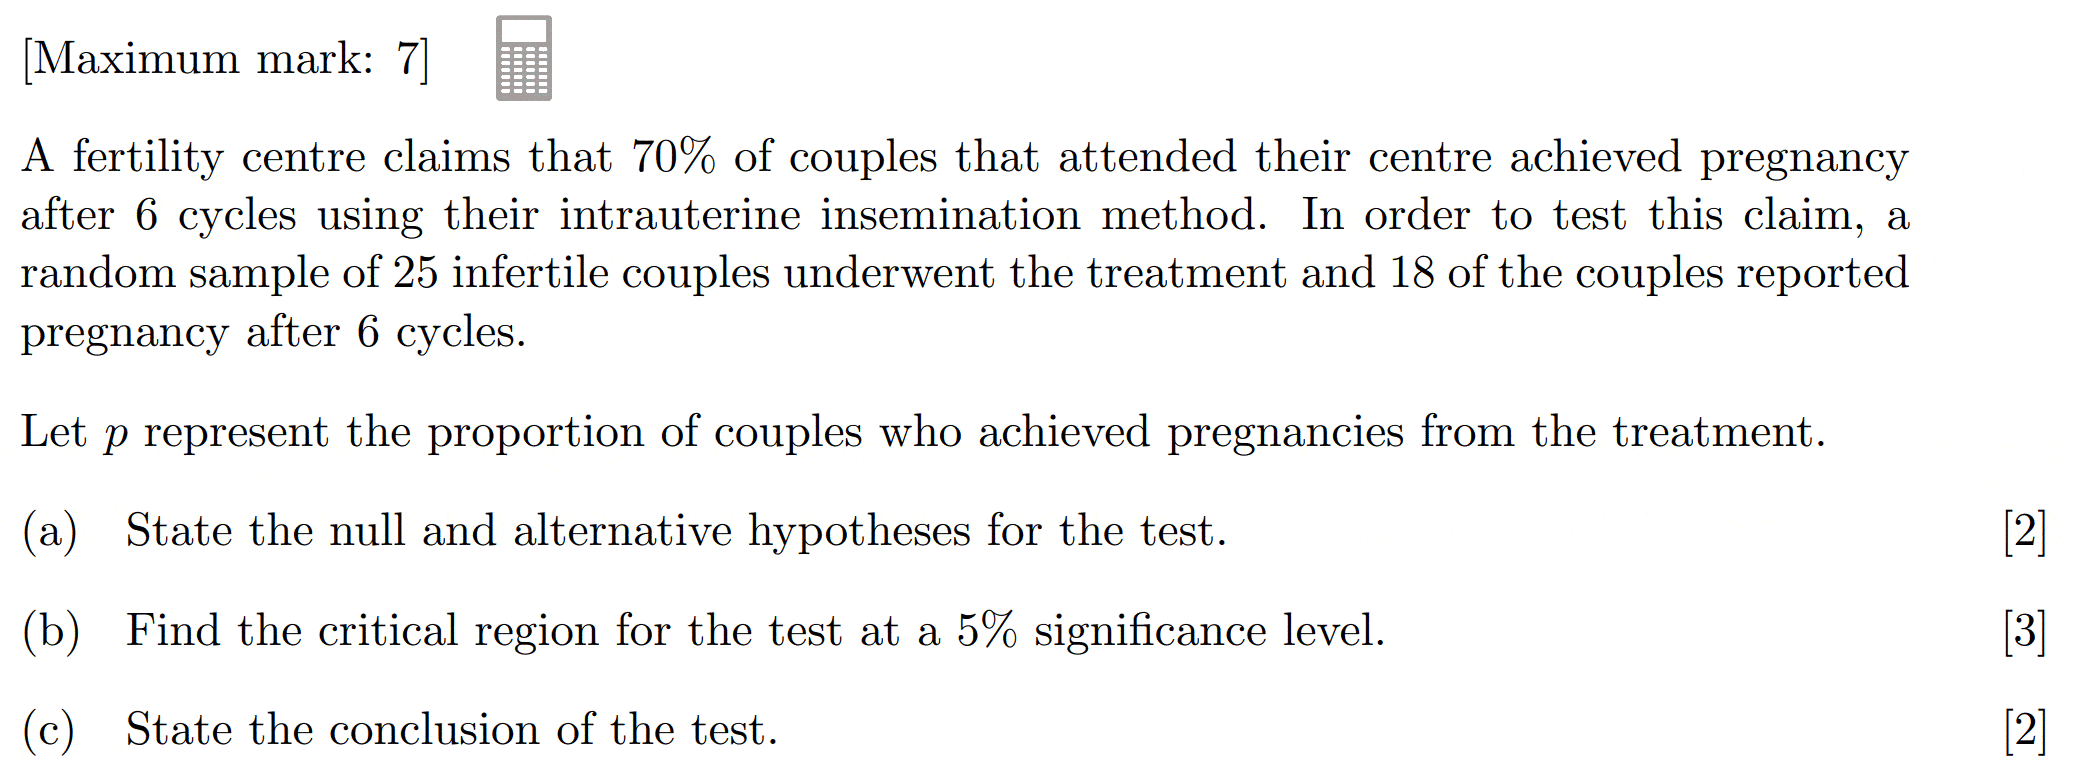 [Maximum mark: 7]
A fertility centre claims that 70% of couples that attended their centre achieved pregnancy
after 6 cycles using their intrauterine insemination method. In order to test this claim, a
random sample of 25 infertile couples underwent the treatment and 18 of the couples reported
pregnancy after 6 cycles.
Let p represent the proportion of couples who achieved pregnancies from the treatment.
(a) State the null and alternative hypotheses for the test. [2]
(b) Find the critical region for the test at a 5% significance level. [3]
(c) State the conclusion of the test. [2]